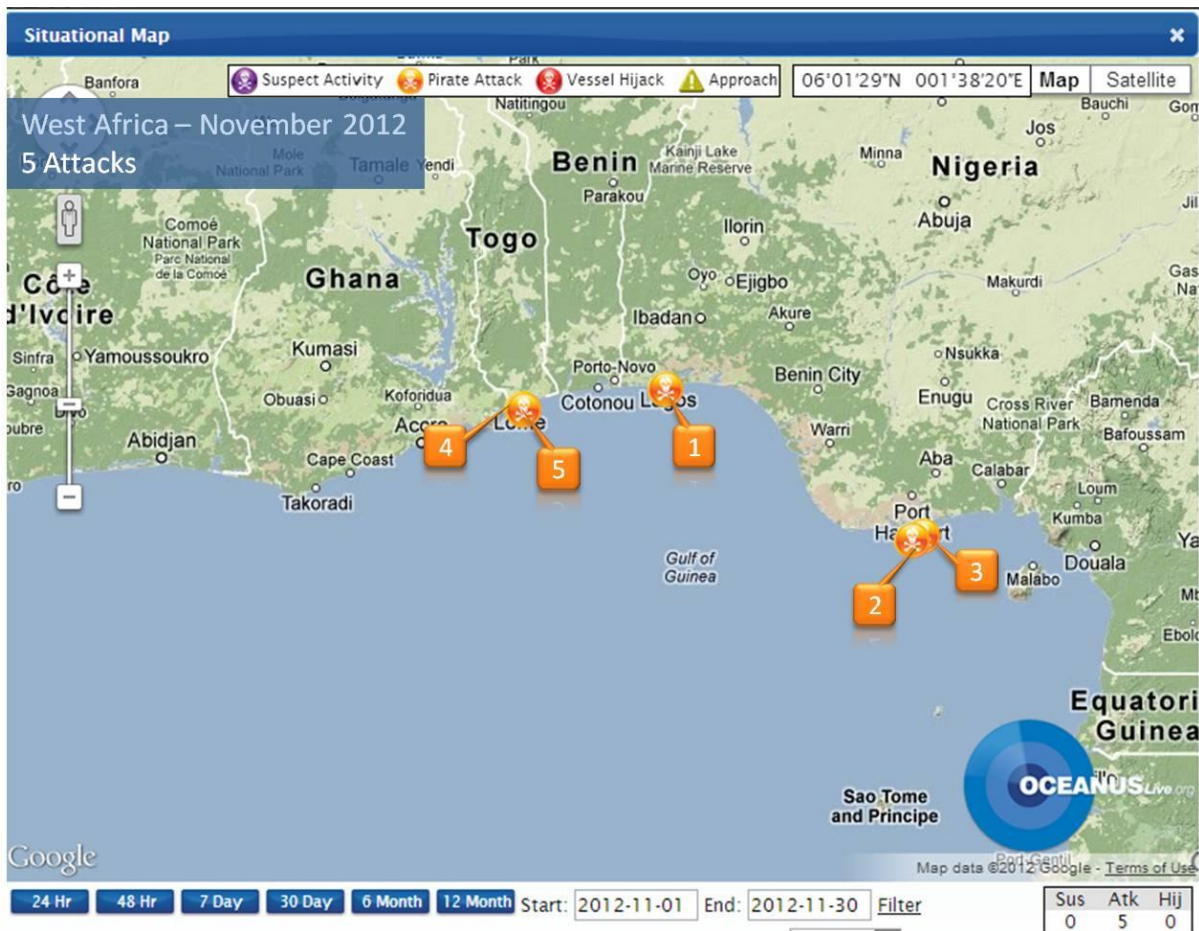 Situational Map
Suspect Activity Pirate Attack Vessel Hijack Approach
06°01'29"N 001°38'20"E Map Satellite
West Africa – November 2012
5 Attacks
Banfora
Natitingou
Bauchi
Jos
Mole
National Park
Tamale
Yendi
Benin
Kainji Lake
Marine Reserve
Minna
Nigeria
Parakou
Abuja
Comoé
National Park
Parc National
de la Comoé
Togo
Ilorin
Ghana
Oyo
Ejigbo
Makurdi
Côte
d'Ivoire
Ibadan
Akure
Sinfra
Yamoussoukro
Kumasi
Nsukka
Porto-Novo
Benin City
Gagnoa
Obuasi
Koforidua
Cotonou
Lagos
Enugu
Cross River
National Park
Bamenda
Bafoussam
Abidjan
Accra
Lome
Warri
4
5
1
Cape Coast
Aba
Calabar
Takoradi
Loum
Port
Harcourt
Kumba
Douala
Gulf of
Guinea
2
3
Malabo
Equatori
Guinea
OCEANUSLive.org
Sao Tome
and Principe
Port-Gentil
Google
Map data ©2012 Google - Terms of Use
24 Hr 48 Hr 7 Day 30 Day 6 Month 12 Month Start: 2012-11-01 End: 2012-11-30 Filter
Sus Atk Hij
0 5 0